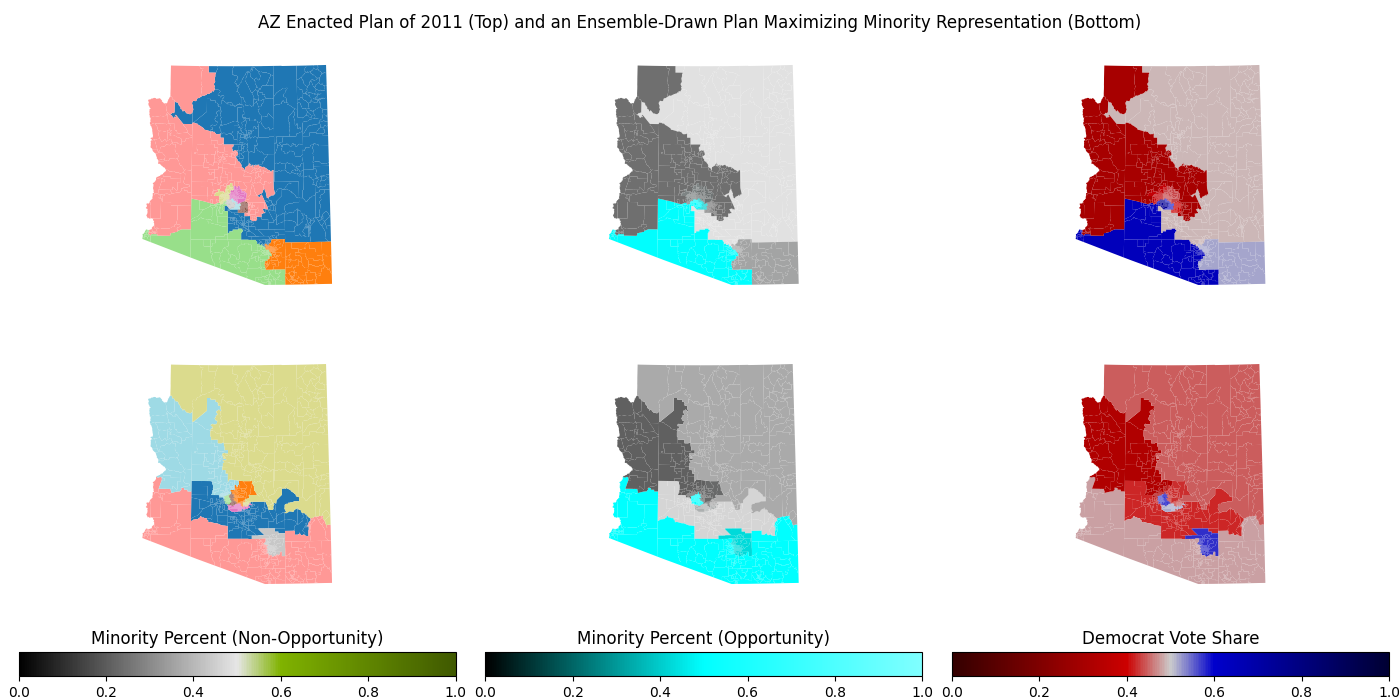 AZ Enacted Plan of 2011 (Top) and an Ensemble-Drawn Plan Maximizing Minority Representation (Bottom)
Minority Percent (Non-Opportunity)
0.0 0.2 0.4 0.6 0.8 1.0
Minority Percent (Opportunity)
0.0 0.2 0.4 0.6 0.8 1.0
Democrat Vote Share
0.0 0.2 0.4 0.6 0.8 1.0